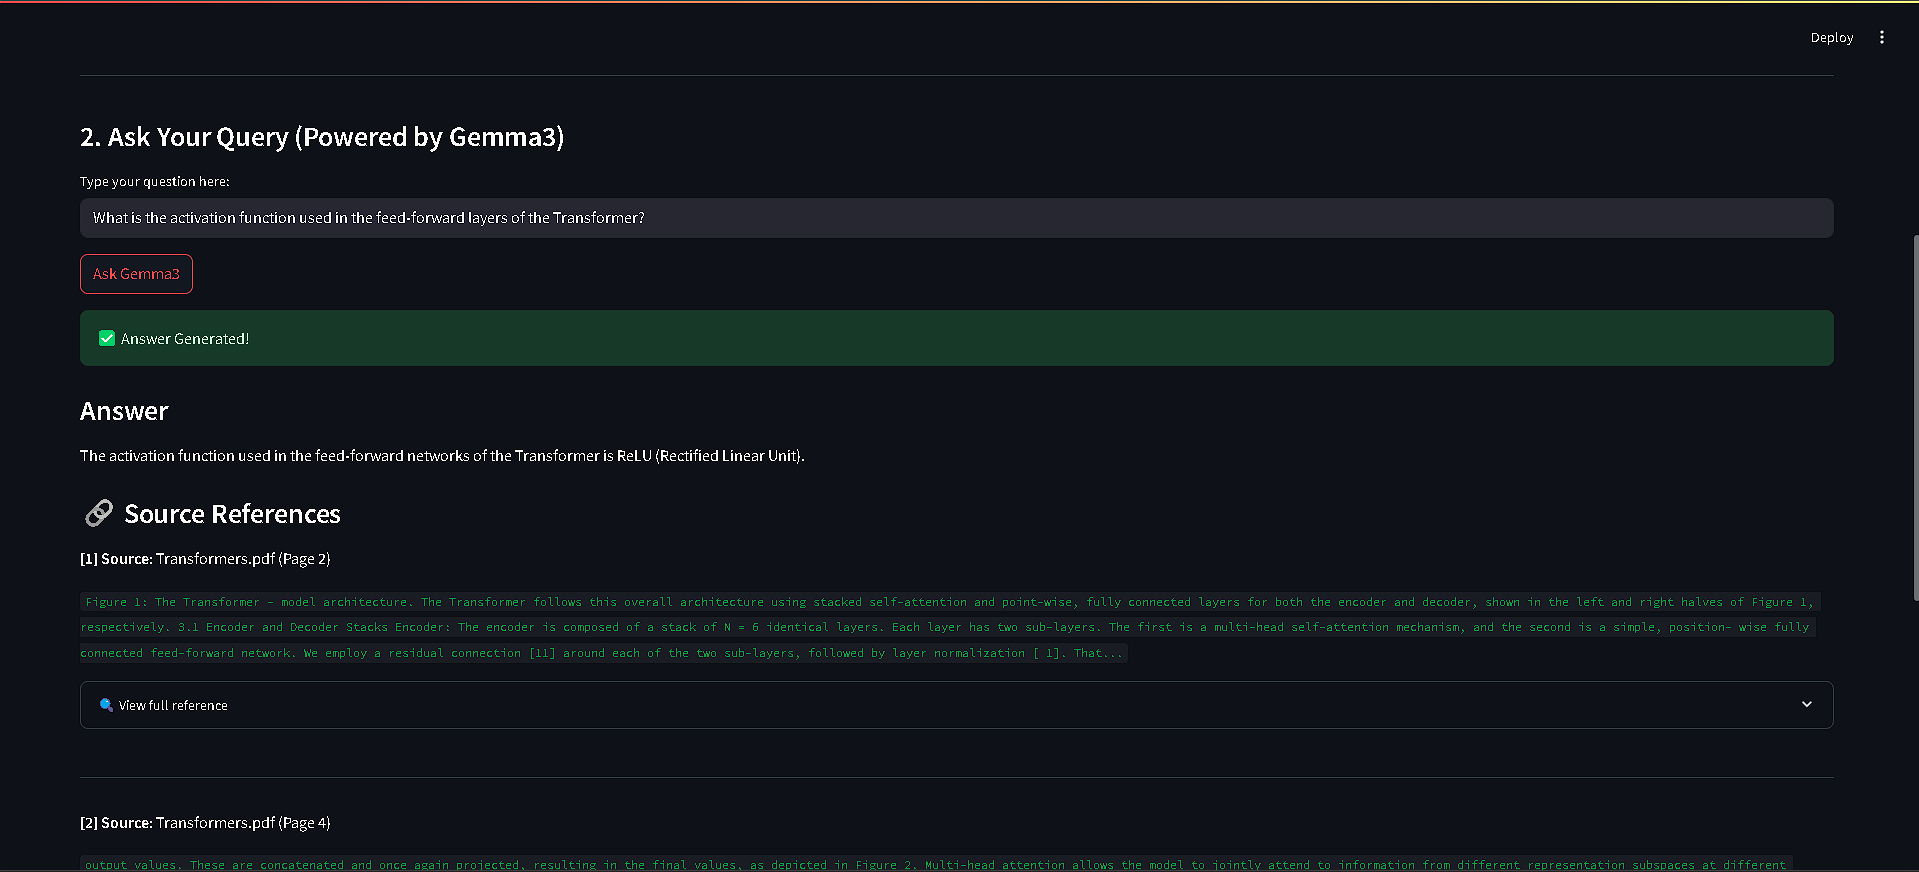 Deploy
2. Ask Your Query (Powered by Gemma3)
Type your question here:
What is the activation function used in the feed-forward layers of the Transformer?
Ask Gemma3
Answer Generated!
Answer
The activation function used in the feed-forward networks of the Transformer is ReLU (Rectified Linear Unit).
Source References
[1] Source: Transformers.pdf (Page 2)
Figure 1: The Transformer - model architecture. The Transformer follows this overall architecture using stacked self-attention and point-wise, fully connected layers for both the encoder and decoder, shown in the left and right halves of Figure 1,
respectively. 3.1 Encoder and Decoder Stacks Encoder: The encoder is composed of a stack of N = 6 identical layers. Each layer has two sub-layers. The first is a multi-head self-attention mechanism, and the second is a simple, position- wise fully
connected feed-forward network. We employ a residual connection [11] around each of the two sub-layers, followed by layer normalization [ 1]. That...
View full reference
[2] Source: Transformers.pdf (Page 4)
output values. These are concatenated and once again projected, resulting in the final values, as depicted in Figure 2. Multi-head attention allows the model to jointly attend to information from different representation subspaces at different